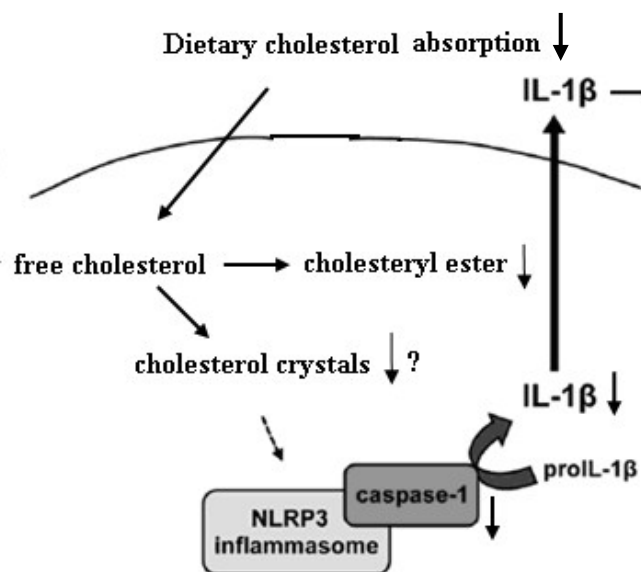 Dietary cholesterol absorption ↓
IL-1β
free cholesterol → cholesteryl ester ↓
cholesterol crystals ↓ ?
IL-1β ↓
proIL-1β
caspase-1 ↓
NLRP3
inflammasome